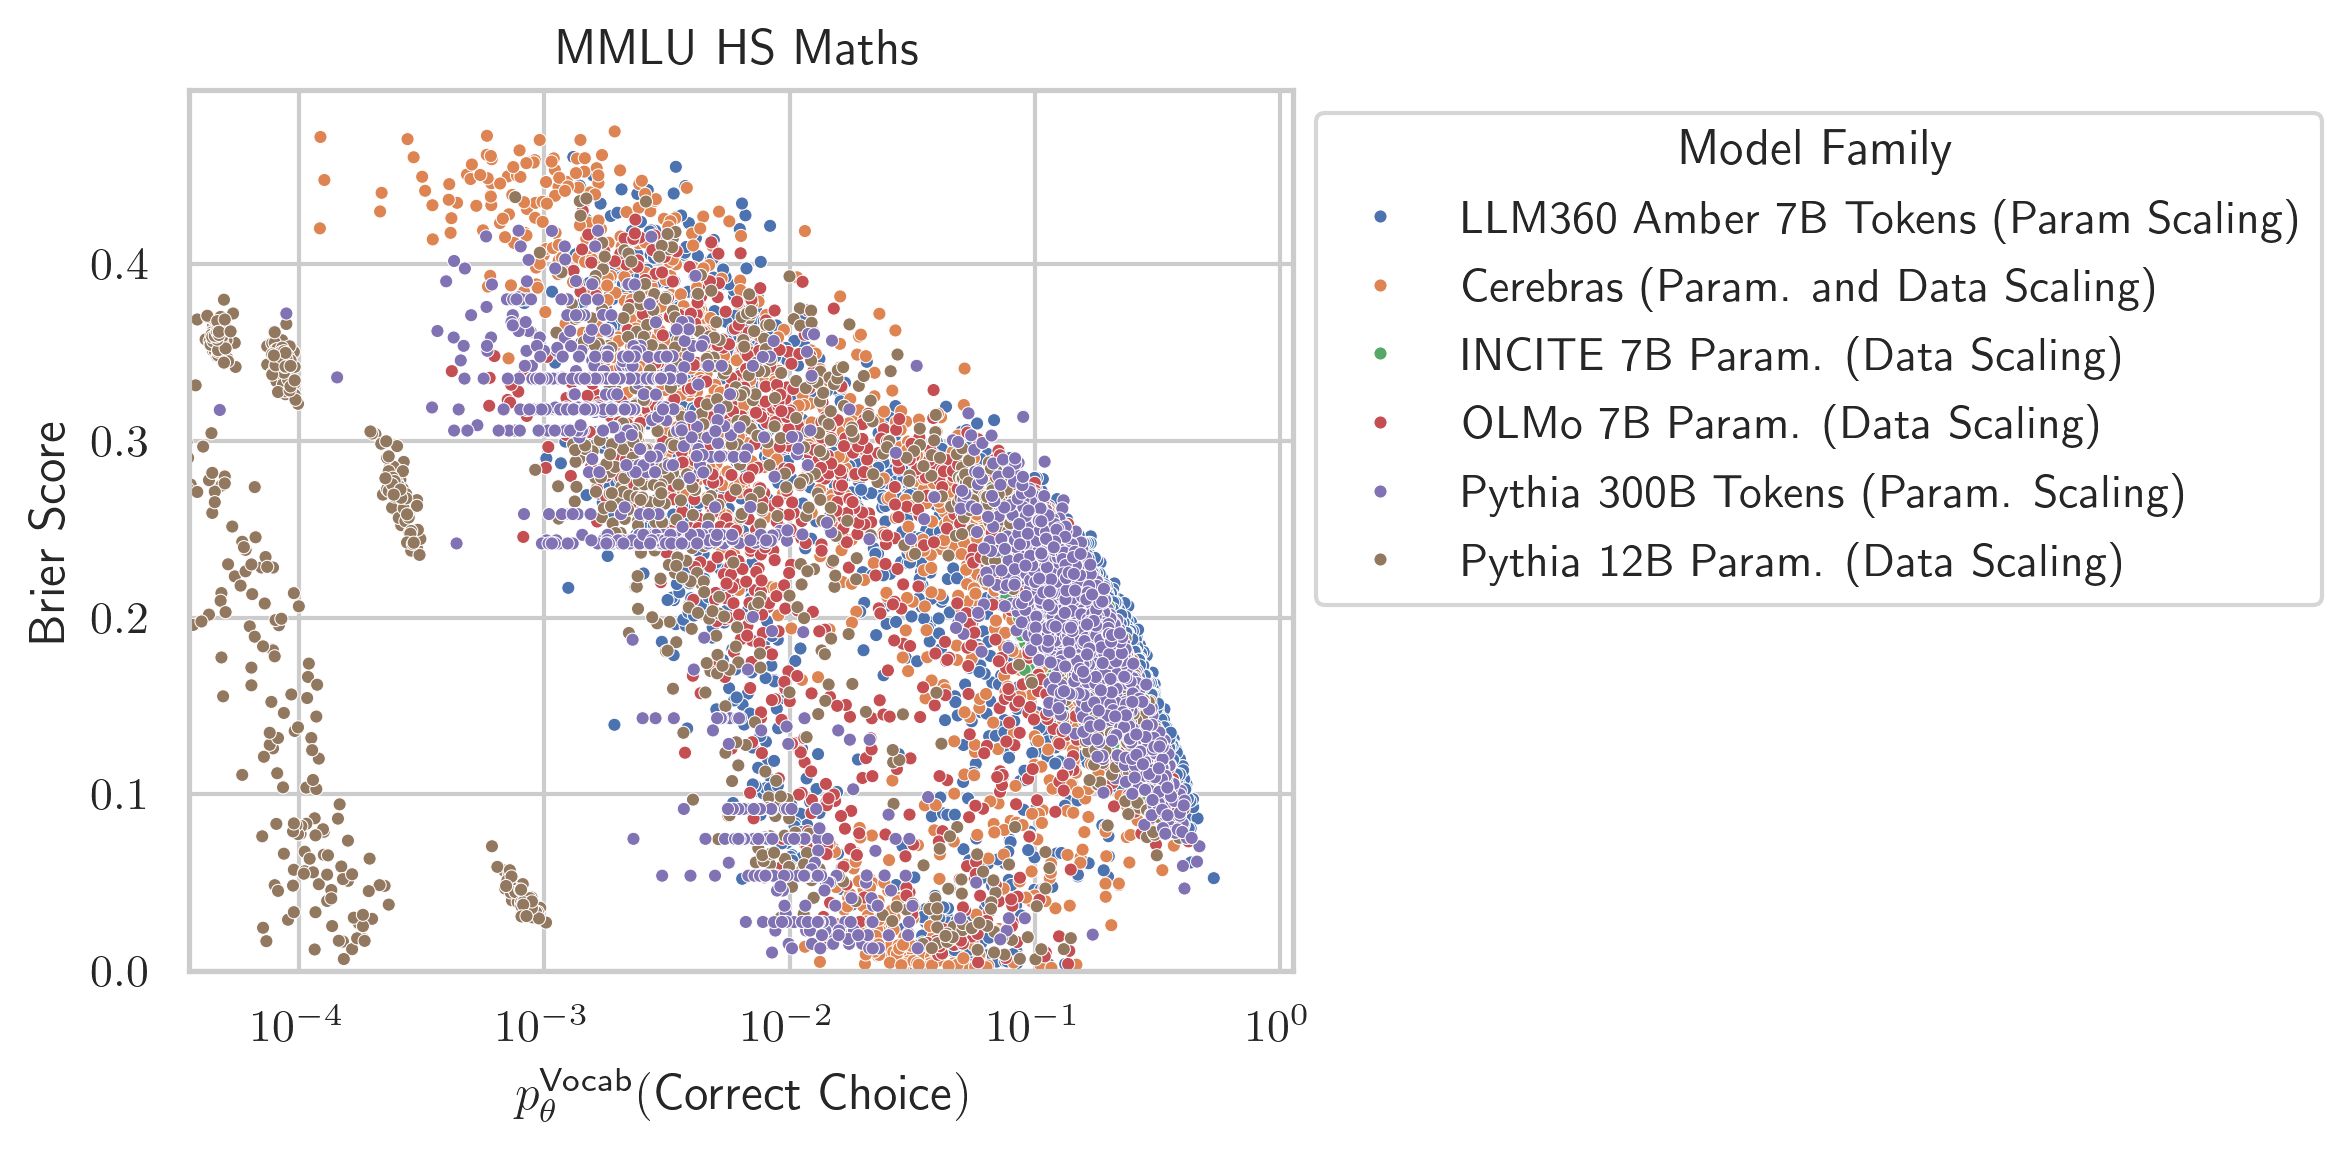 MMLU HS Maths
Brier Score
0.4
0.3
0.2
0.1
0.0
10⁻⁴ 10⁻³ 10⁻² 10⁻¹ 10⁰
p_θ^Vocab(Correct Choice)
Model Family
LLM360 Amber 7B Tokens (Param Scaling)
Cerebras (Param. and Data Scaling)
INCITE 7B Param. (Data Scaling)
OLMo 7B Param. (Data Scaling)
Pythia 300B Tokens (Param. Scaling)
Pythia 12B Param. (Data Scaling)